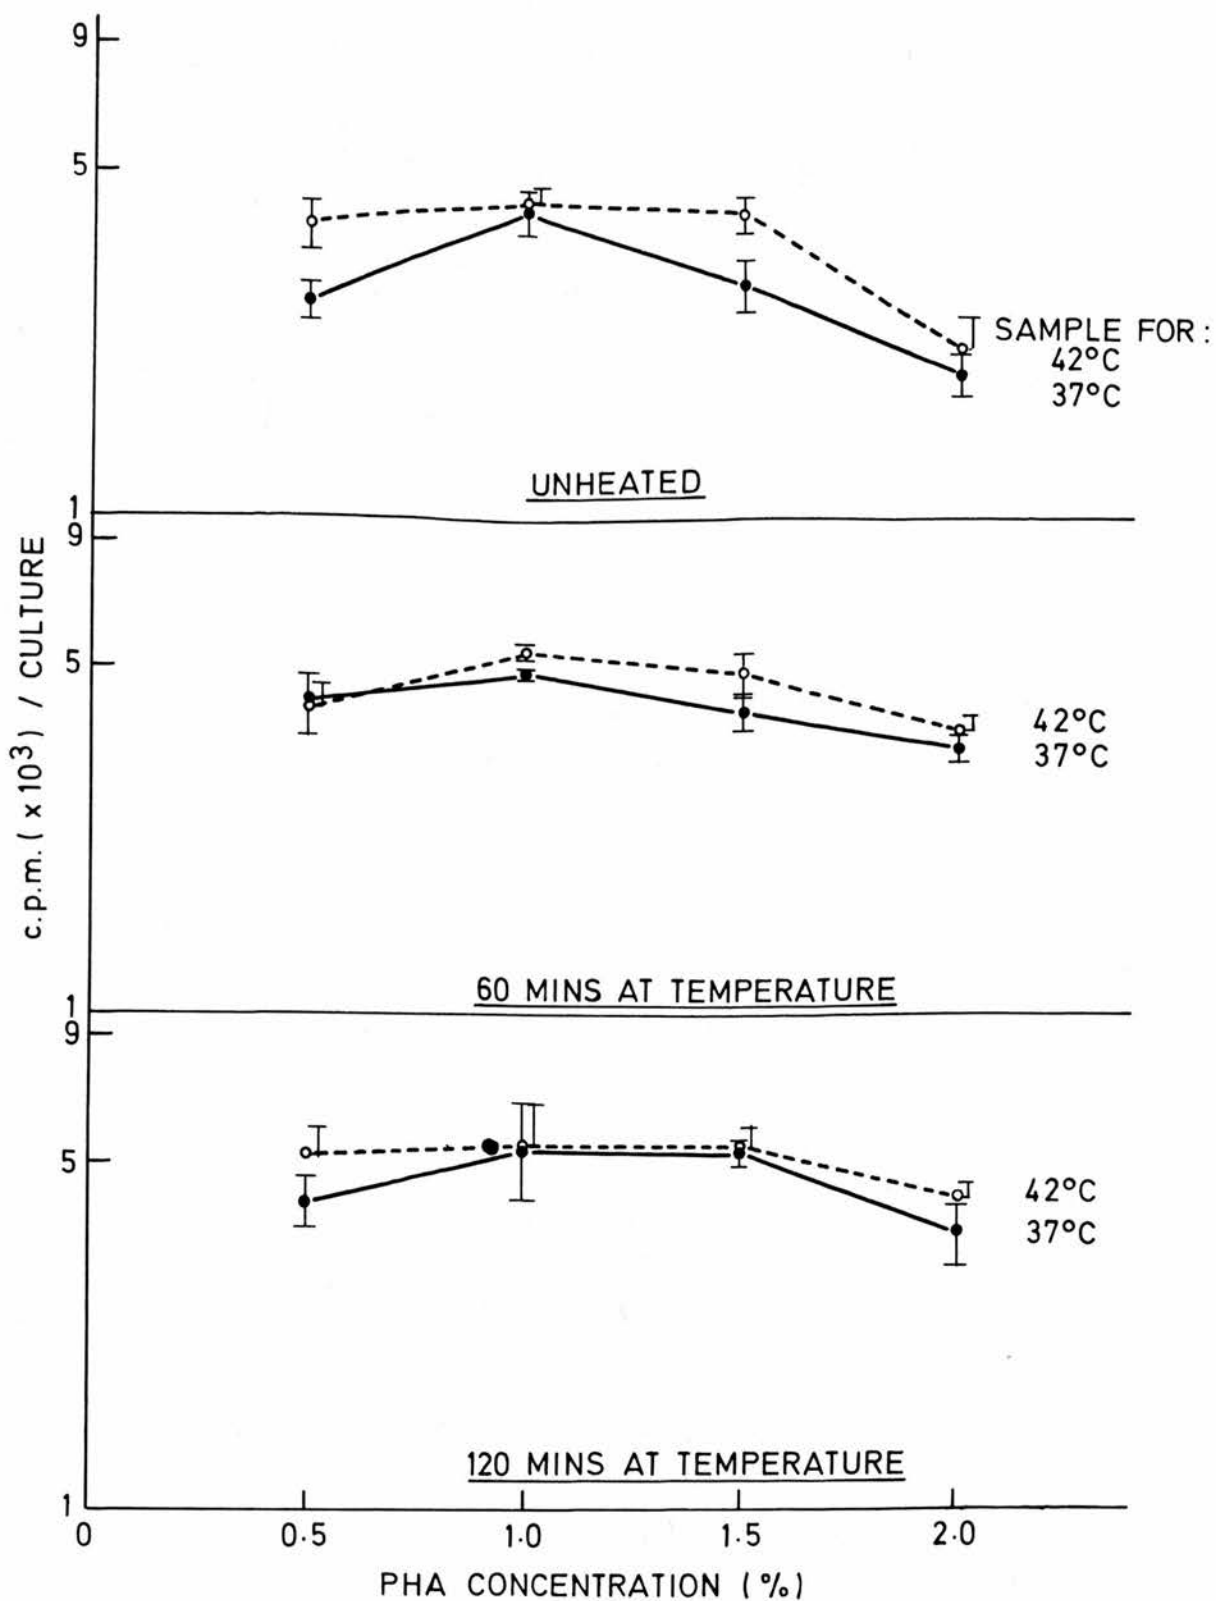 9
5
SAMPLE FOR :
42°C
37°C
UNHEATED
1
9
5
42°C
37°C
c.p.m. ( x 10³ ) / CULTURE
60 MINS AT TEMPERATURE
1
9
5
42°C
37°C
120 MINS AT TEMPERATURE
1
0 0·5 1·0 1·5 2·0
PHA CONCENTRATION ( % )